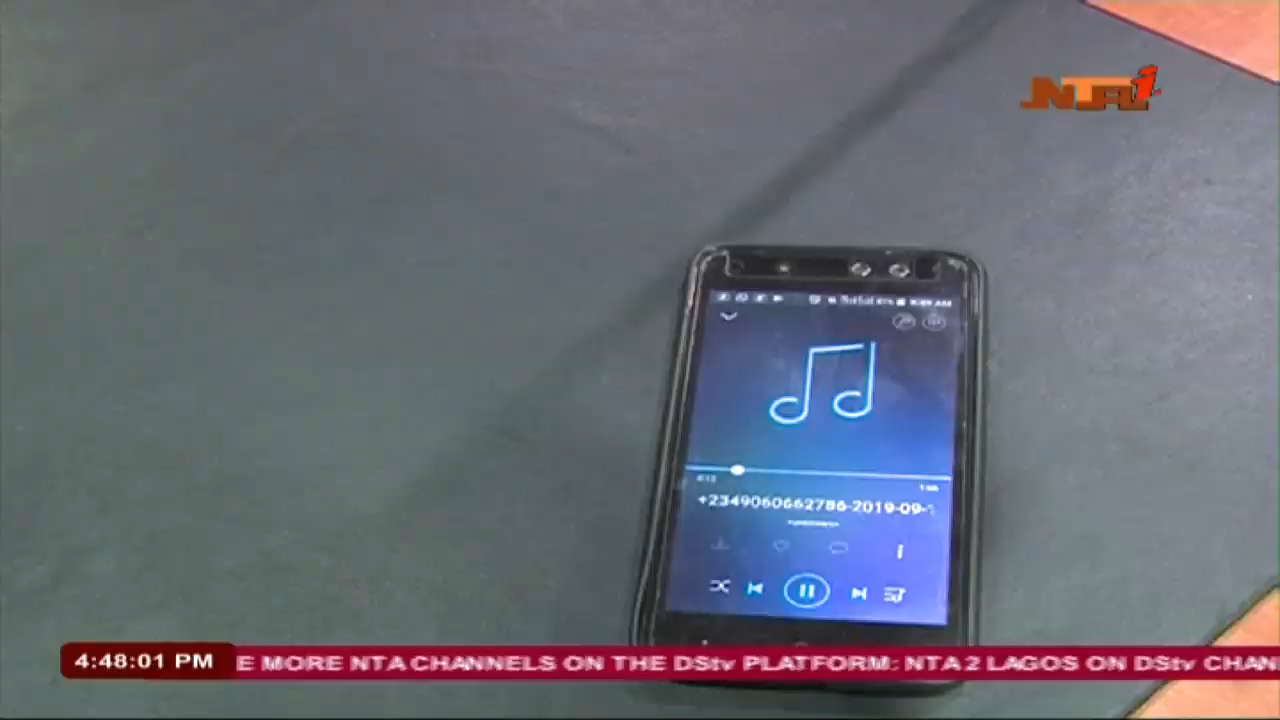 NTAi
+2349060662786-2019-09-
4:48:01 PM
E MORE NTA CHANNELS ON THE DStv PLATFORM: NTA 2 LAGOS ON DStv CHAN